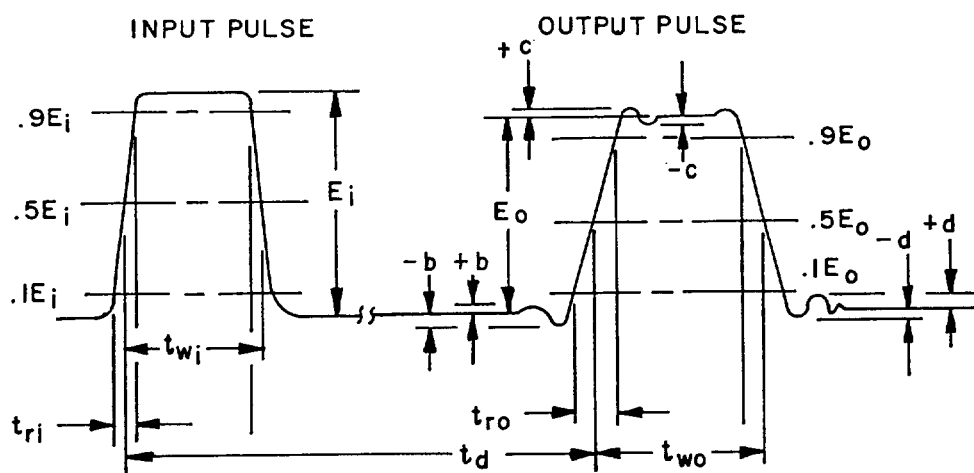 INPUT PULSE
OUTPUT PULSE
+c
.9Ei
-c
.9Eo
Ei
Eo
.5Ei
.5Eo
-d
+d
-b
+b
.1Eo
.1Ei
twi
tri
tro
td
two